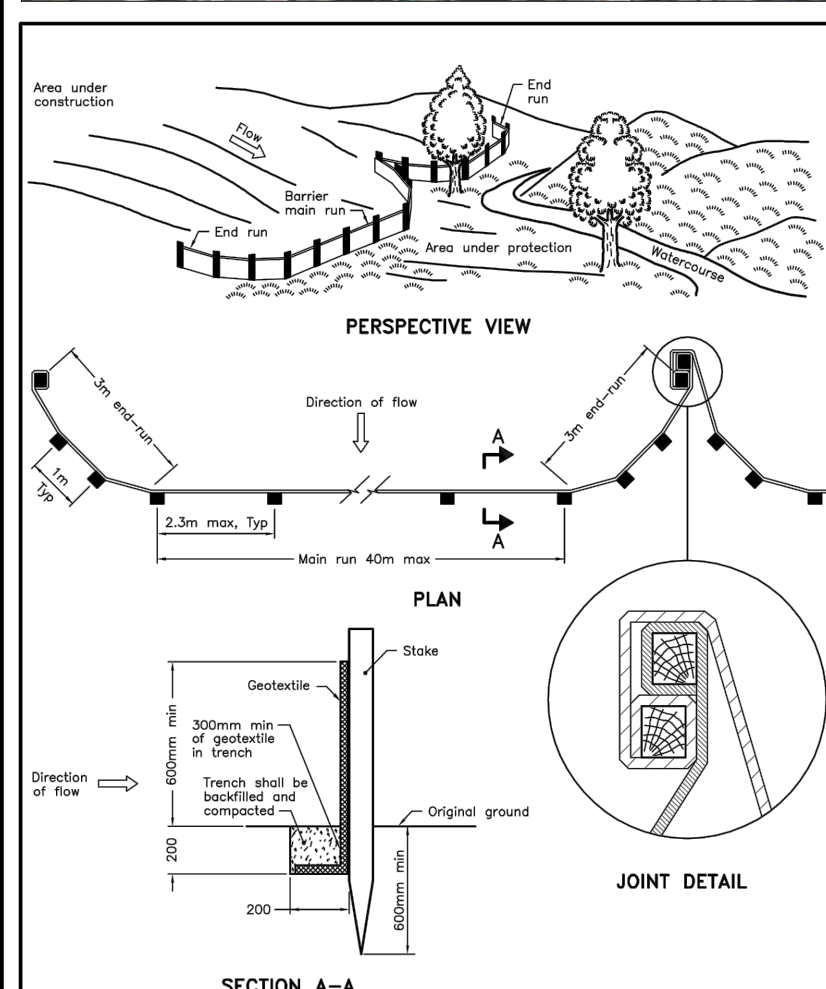 Area under
construction
Flow
End
run
Barrier
main run
End run
Area under protection
Watercourse
PERSPECTIVE VIEW
3m end-run
1m
Typ
Direction of flow
3m end-run
A
A
2.3m max, Typ
Main run 40m max
PLAN
Stake
Geotextile
600mm min
300mm min
of geotextile
in trench
Direction
of flow
Trench shall be
backfilled and
compacted
Original ground
200
200
600mm min
JOINT DETAIL
SECTION A-A